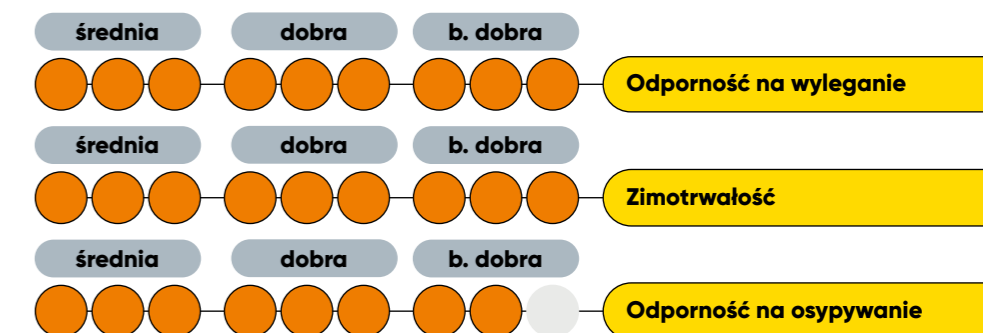 średnia dobra b. dobra
Odporność na wyleganie
średnia dobra b. dobra
Zimotrwałość
średnia dobra b. dobra
Odporność na osypywanie